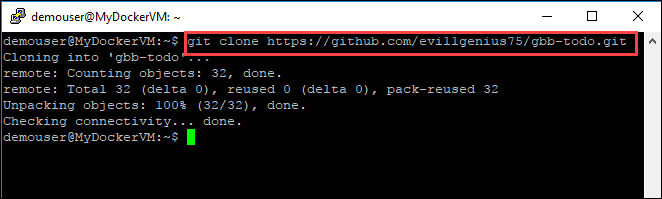 demouser@MyDockerVM: ~
demouser@MyDockerVM:~$ git clone https://github.com/evillgenius75/gbb-todo.git
Cloning into 'gbb-todo'...
remote: Counting objects: 32, done.
remote: Total 32 (delta 0), reused 0 (delta 0), pack-reused 32
Unpacking objects: 100% (32/32), done.
Checking connectivity... done.
demouser@MyDockerVM:~$